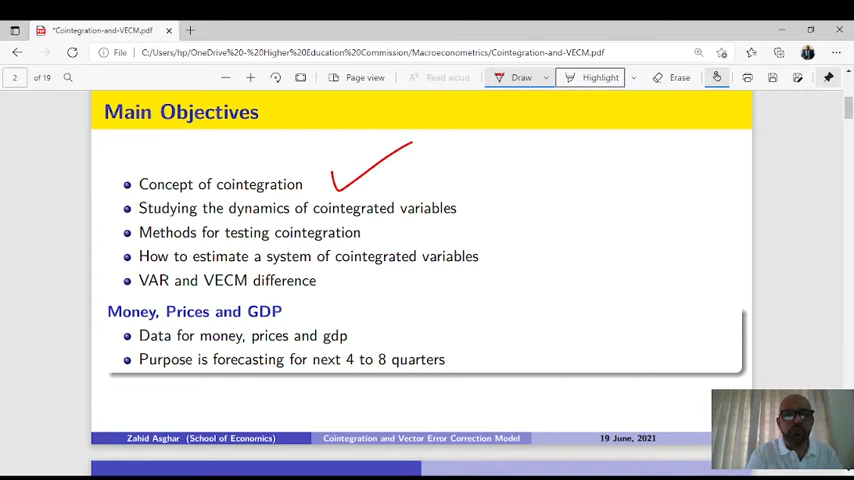 *Cointegration-and-VECM.pdf
File C:/Users/hp/OneDrive%20-%20Higher%20Education%20Commission/Macroeconometrics/Cointegration-and-VECM.pdf
2 of 19 Page view Read aloud Draw Highlight Erase
Main Objectives
Concept of cointegration
Studying the dynamics of cointegrated variables
Methods for testing cointegration
How to estimate a system of cointegrated variables
VAR and VECM difference
Money, Prices and GDP
Data for money, prices and gdp
Purpose is forecasting for next 4 to 8 quarters
Zahid Asghar (School of Economics) Cointegration and Vector Error Correction Model 19 June, 2021